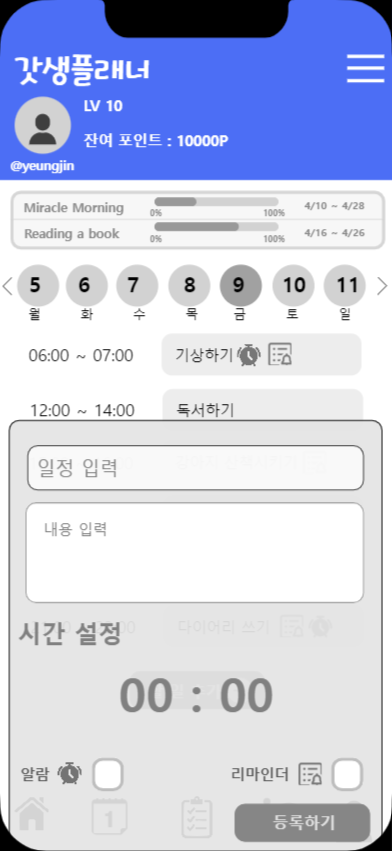 갓생플래너
LV 10
잔여 포인트 : 10000P
@yeungjin
Miracle Morning 0% 100% 4/10 ~ 4/28
Reading a book 0% 100% 4/16 ~ 4/26
5 6 7 8 9 10 11
월 화 수 목 금 토 일
06:00 ~ 07:00 기상하기
12:00 ~ 14:00 독서하기
일정 입력
내용 입력
다이어리 쓰기
시간 설정
00 : 00
알람 리마인더
1
등록하기